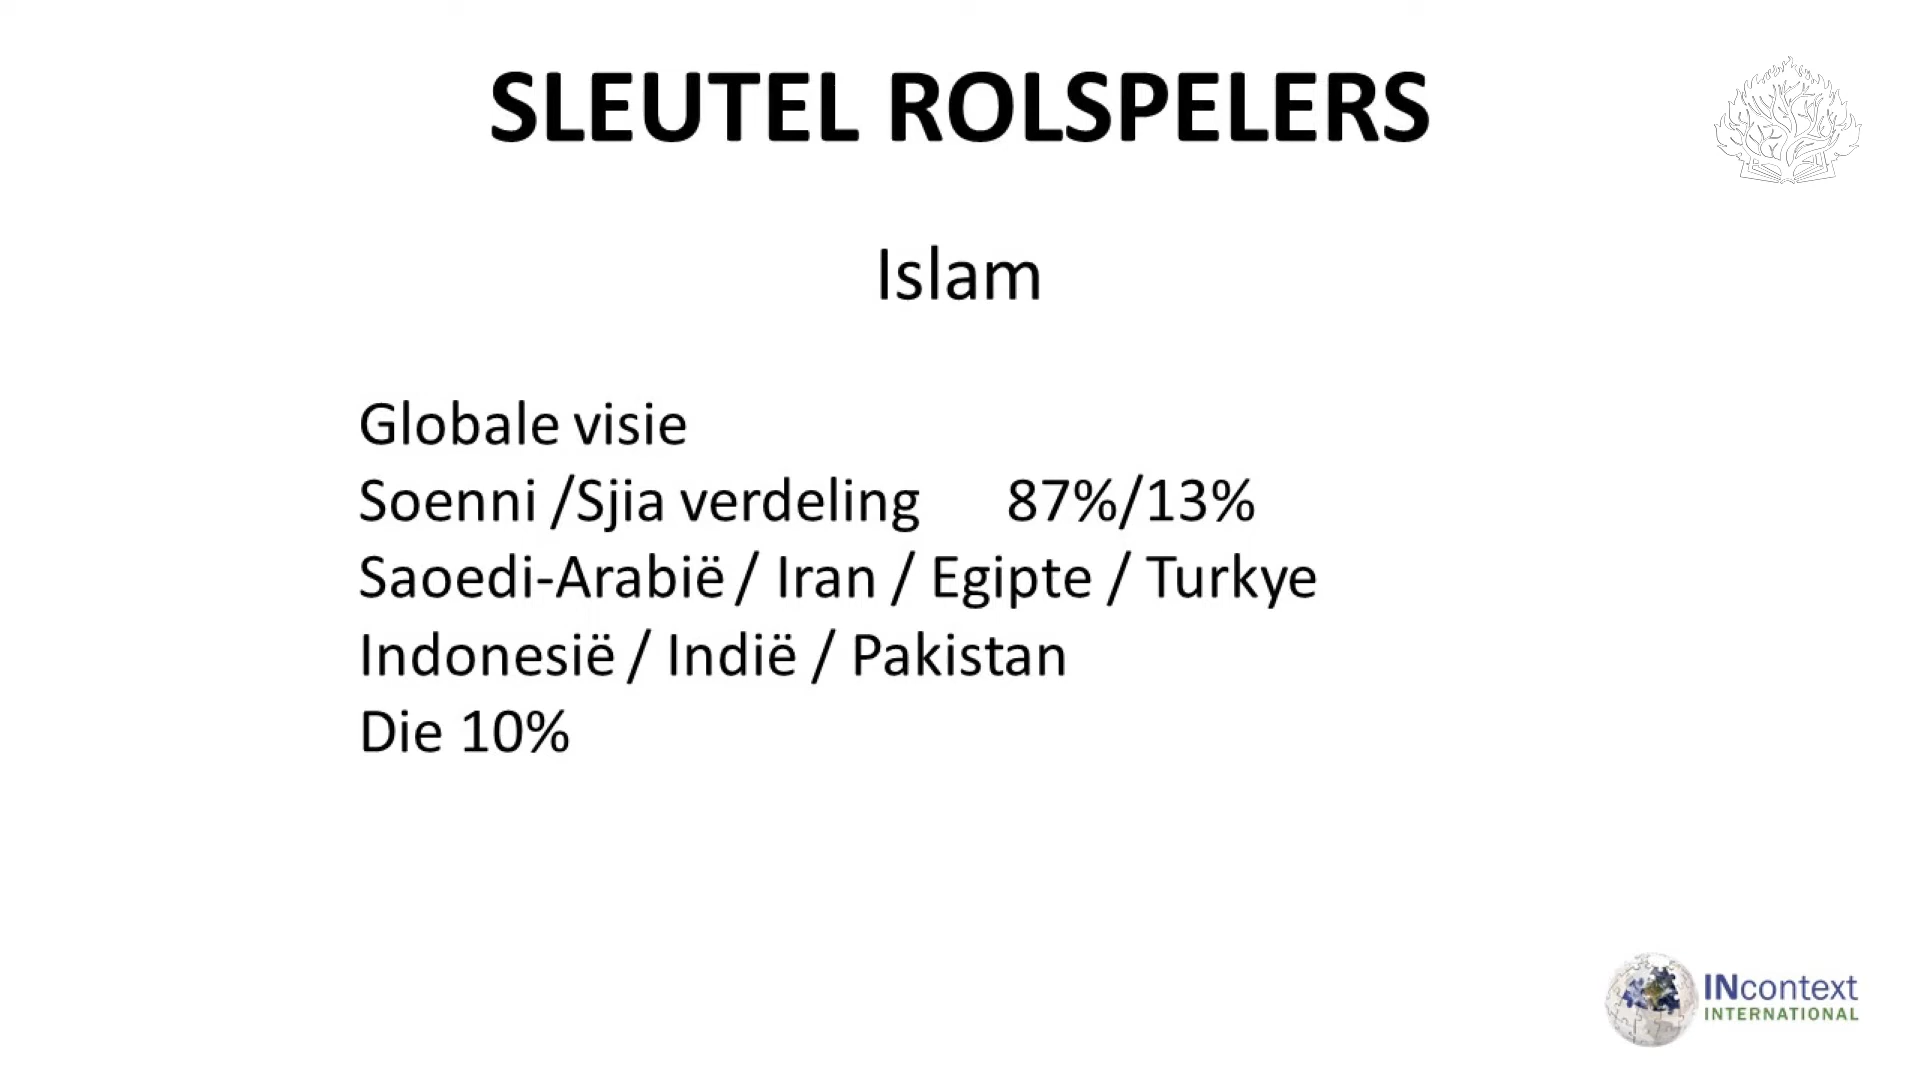 SLEUTEL ROLSPELERS
Islam
Globale visie
Soenni /Sjia verdeling 87%/13%
Saoedi-Arabië / Iran / Egipte / Turkye
Indonesië / Indië / Pakistan
Die 10%
INcontext
INTERNATIONAL